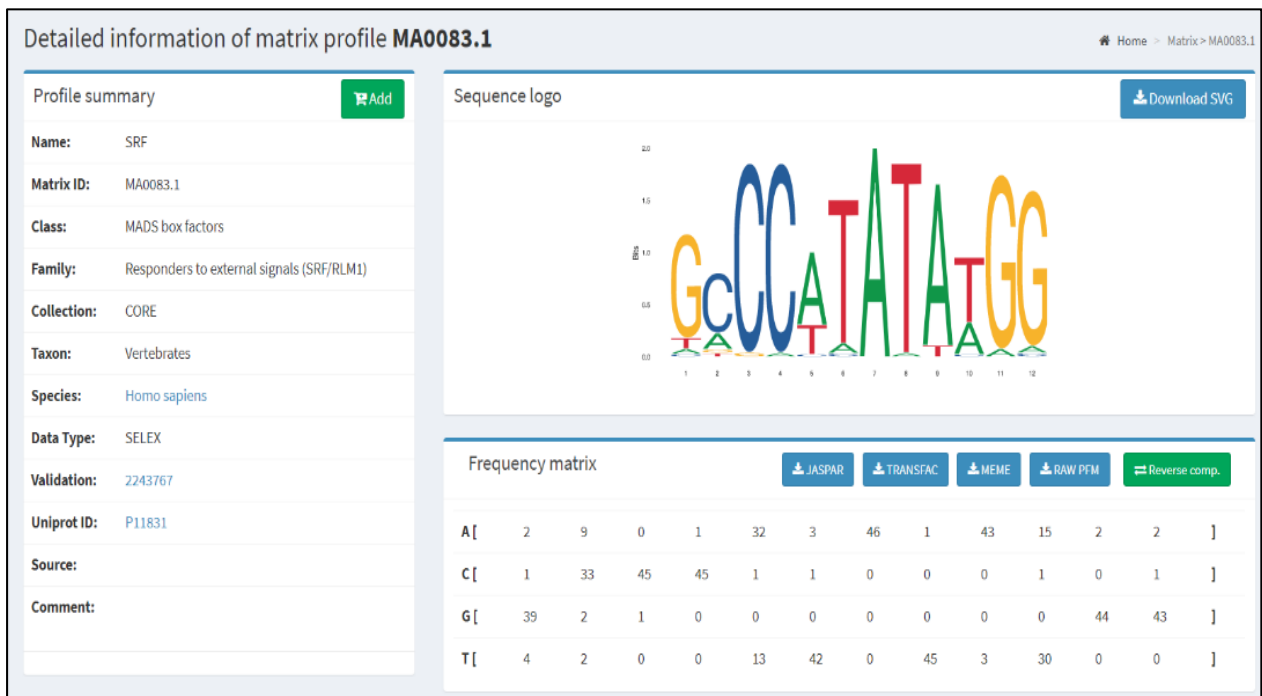 Detailed information of matrix profile MA0083.1
Home > Matrix > MA0083.1
Profile summary
Add
Name: SRF
Matrix ID: MA0083.1
Class: MADS box factors
Family: Responders to external signals (SRF/RLM1)
Collection: CORE
Taxon: Vertebrates
Species: Homo sapiens
Data Type: SELEX
Validation: 2243767
Uniprot ID: P11831
Source:
Comment:
Sequence logo
Download SVG
2.0
1.5
Bits
1.0
0.5
0.0
GCCCATATATGG
1 2 3 4 5 6 7 8 9 10 11 12
Frequency matrix
JASPAR
TRANSFAC
MEME
RAW PFM
Reverse comp.
A [ 2 9 0 1 32 3 46 1 43 15 2 2 ]
C [ 1 33 45 45 1 1 0 0 0 1 0 1 ]
G [ 39 2 1 0 0 0 0 0 0 0 44 43 ]
T [ 4 2 0 0 13 42 0 45 3 30 0 0 ]